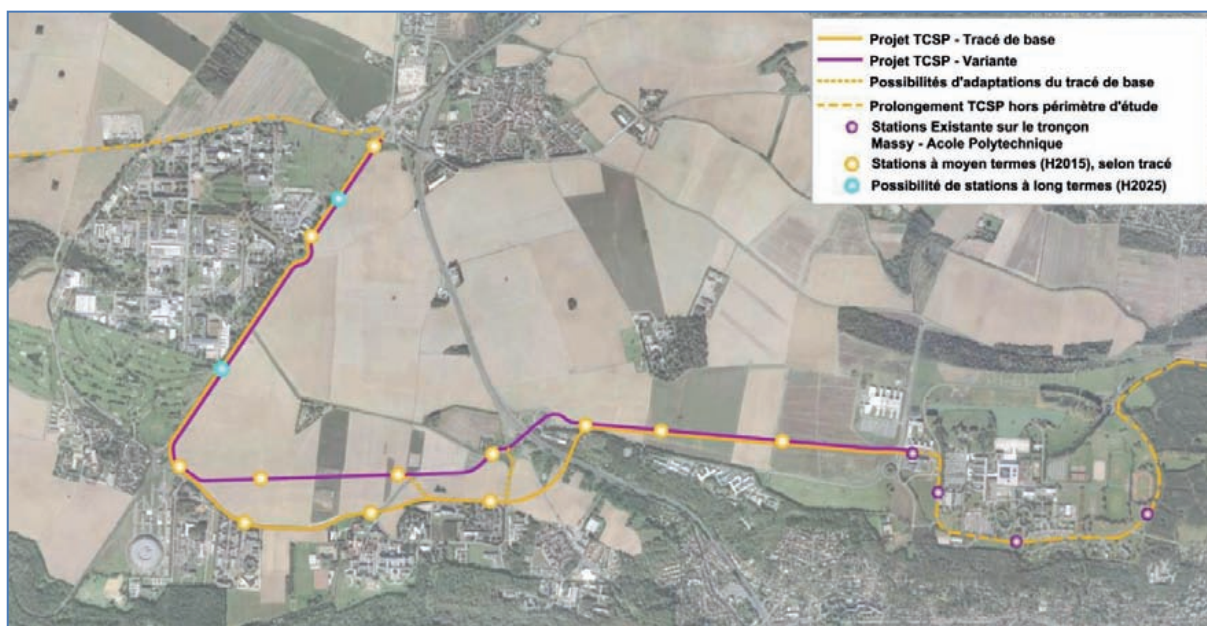 Projet TCSP - Tracé de base
Projet TCSP - Variante
Possibilités d'adaptations du tracé de base
Prolongement TCSP hors périmètre d'étude
Stations Existante sur le tronçon
Massy - Acole Polytechnique
Stations à moyen termes (H2015), selon tracé
Possibilité de stations à long termes (H2025)